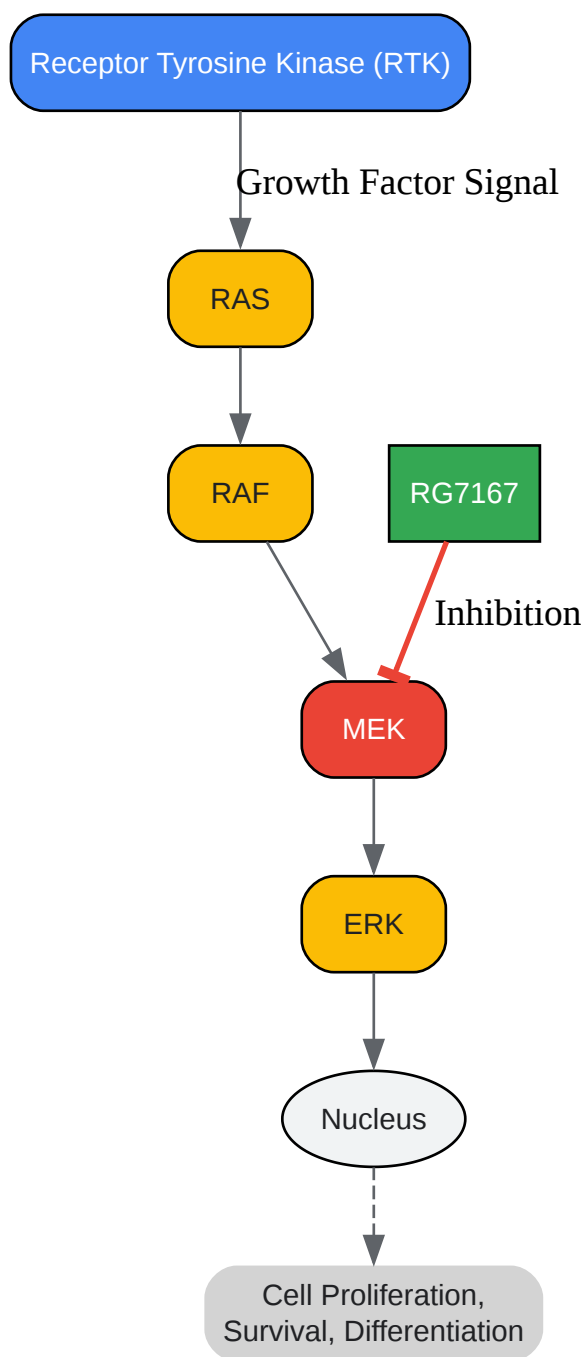 Receptor Tyrosine Kinase (RTK)
Growth Factor Signal
RAS
RAF
RG7167
Inhibition
MEK
ERK
Nucleus
Cell Proliferation,
Survival, Differentiation